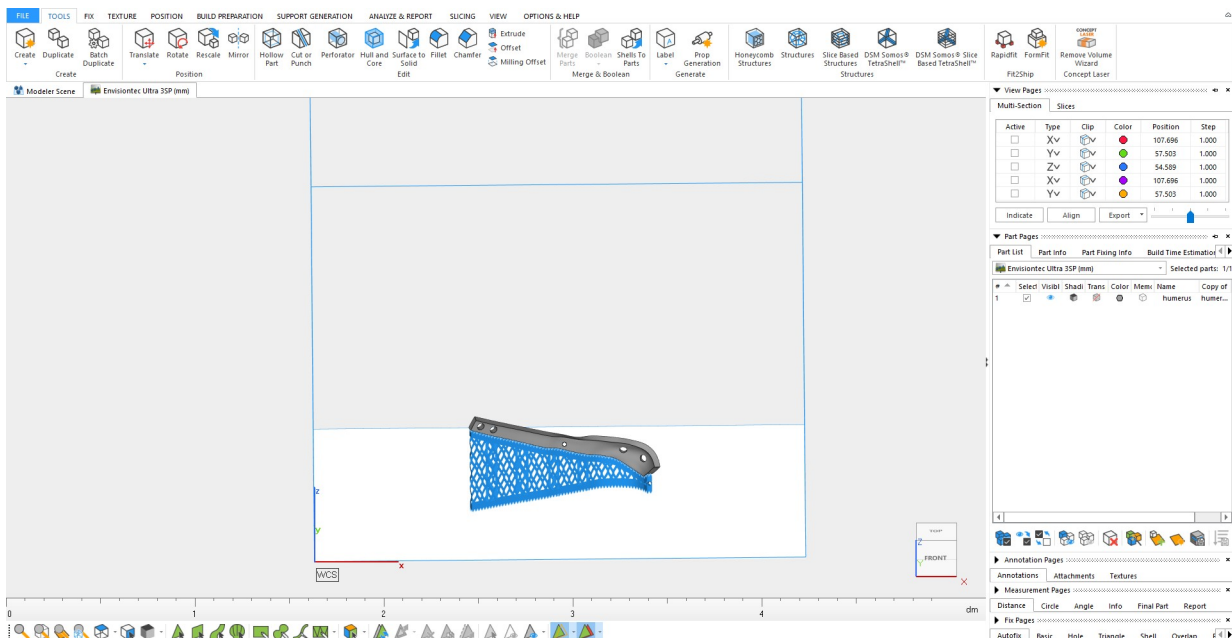 FILE TOOLS FIX TEXTURE POSITION BUILD PREPARATION SUPPORT GENERATION ANALYZE & REPORT SLICING VIEW OPTIONS & HELP
Create Duplicate Batch Duplicate Translate Rotate Rescale Mirror Hollow Part Cut or Punch Perforator Hull and Core Surface to Solid Fillet Chamfer Extrude Offset Milling Offset Merge Parts Boolean Shells To Parts Label Prop Generation Honeycomb Structures Structures Slice Based Structures DSM Somos® TetraShell™ DSM Somos® Slice Based TetraShell™ Rapidfit FormFit CONCEPT LASER Remove Volume Wizard
Create Position Edit Merge & Boolean Generate Structures Fit2Ship Concept Laser
Modeler Scene Envisiontec Ultra 3SP (mm)
View Pages
Multi-Section Slices
Active Type Clip Color Position Step
X 107.696 1.000
Y 57.503 1.000
Z 54.589 1.000
X 107.696 1.000
Y 57.503 1.000
Indicate Align Export
Part Pages
Part List Part Info Part Fixing Info Build Time Estimation
Envisiontec Ultra 3SP (mm) Selected parts: 1/1
# Select Visibl Shadi Trans Color Memo Name Copy of
1 humerus humer...
z
y
WCS
x
TOP
Z
Y FRONT
X
0 1 2 3 4 dm
Annotation Pages
Annotations Attachments Textures
Measurement Pages
Distance Circle Angle Info Final Part Report
Fix Pages
Autofix Basic Hole Triangle Shell Overlap